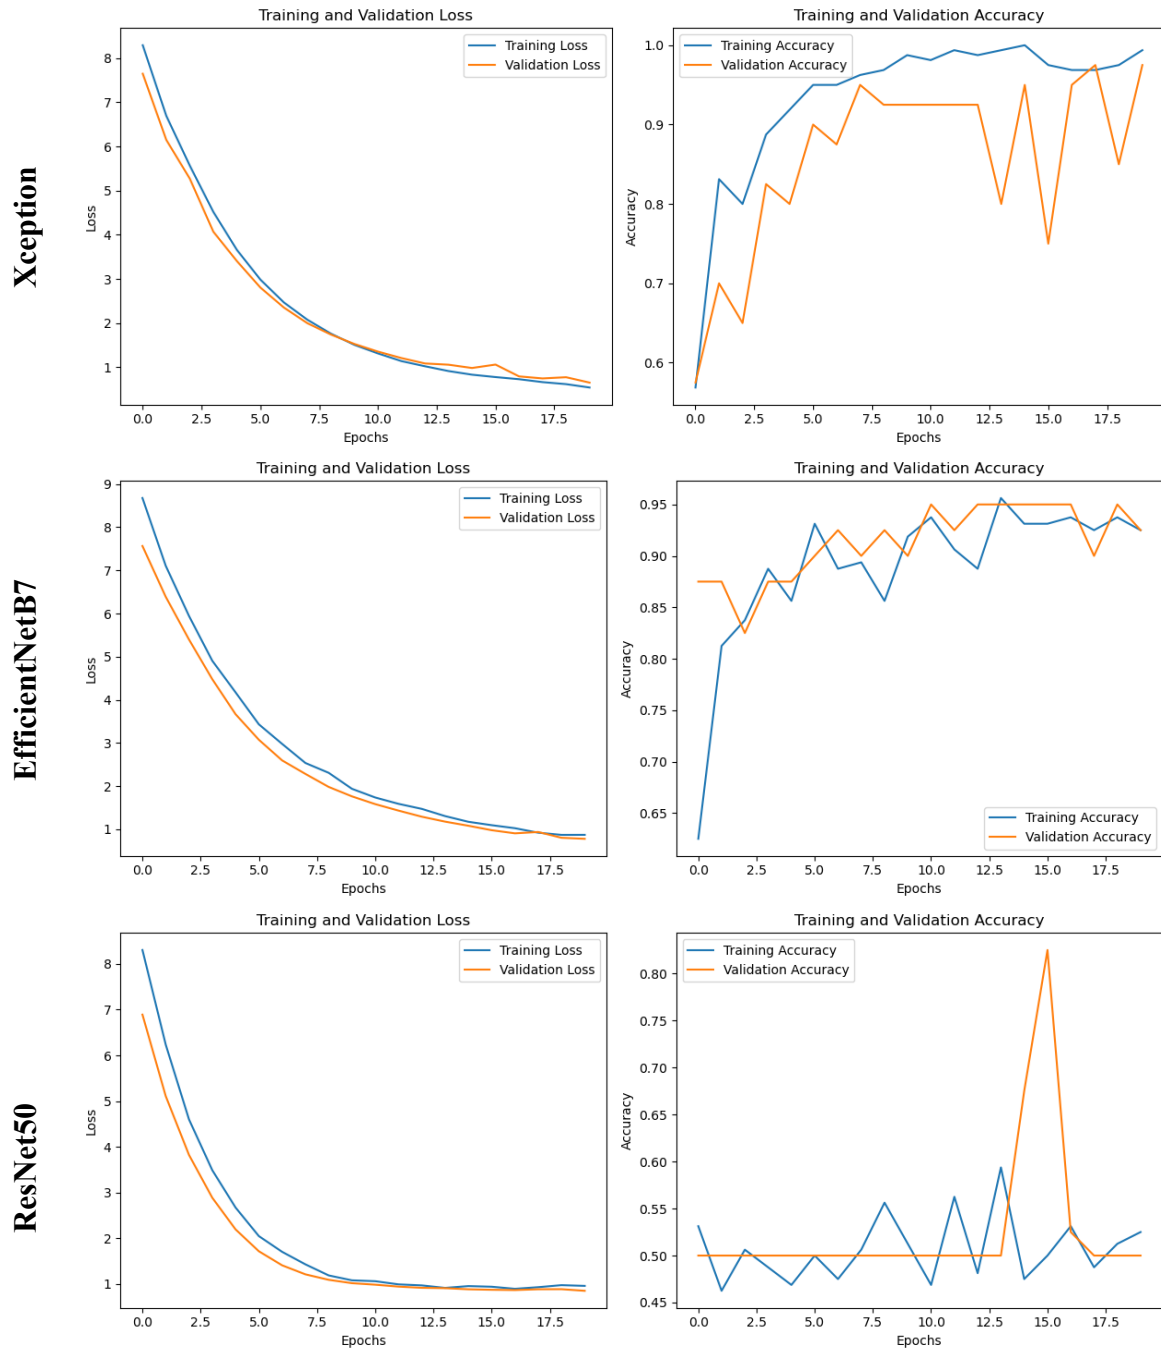 Xception
Training and Validation Loss
Training Loss
Validation Loss
Loss
8
7
6
5
4
3
2
1
0.0 2.5 5.0 7.5 10.0 12.5 15.0 17.5
Epochs
Training and Validation Accuracy
Training Accuracy
Validation Accuracy
Accuracy
1.0
0.9
0.8
0.7
0.6
0.0 2.5 5.0 7.5 10.0 12.5 15.0 17.5
Epochs
EfficientNetB7
Training and Validation Loss
Training Loss
Validation Loss
Loss
9
8
7
6
5
4
3
2
1
0.0 2.5 5.0 7.5 10.0 12.5 15.0 17.5
Epochs
Training and Validation Accuracy
Accuracy
0.95
0.90
0.85
0.80
0.75
0.70
0.65
Training Accuracy
Validation Accuracy
0.0 2.5 5.0 7.5 10.0 12.5 15.0 17.5
Epochs
ResNet50
Training and Validation Loss
Training Loss
Validation Loss
Loss
8
7
6
5
4
3
2
1
0.0 2.5 5.0 7.5 10.0 12.5 15.0 17.5
Epochs
Training and Validation Accuracy
Training Accuracy
Validation Accuracy
Accuracy
0.80
0.75
0.70
0.65
0.60
0.55
0.50
0.45
0.0 2.5 5.0 7.5 10.0 12.5 15.0 17.5
Epochs